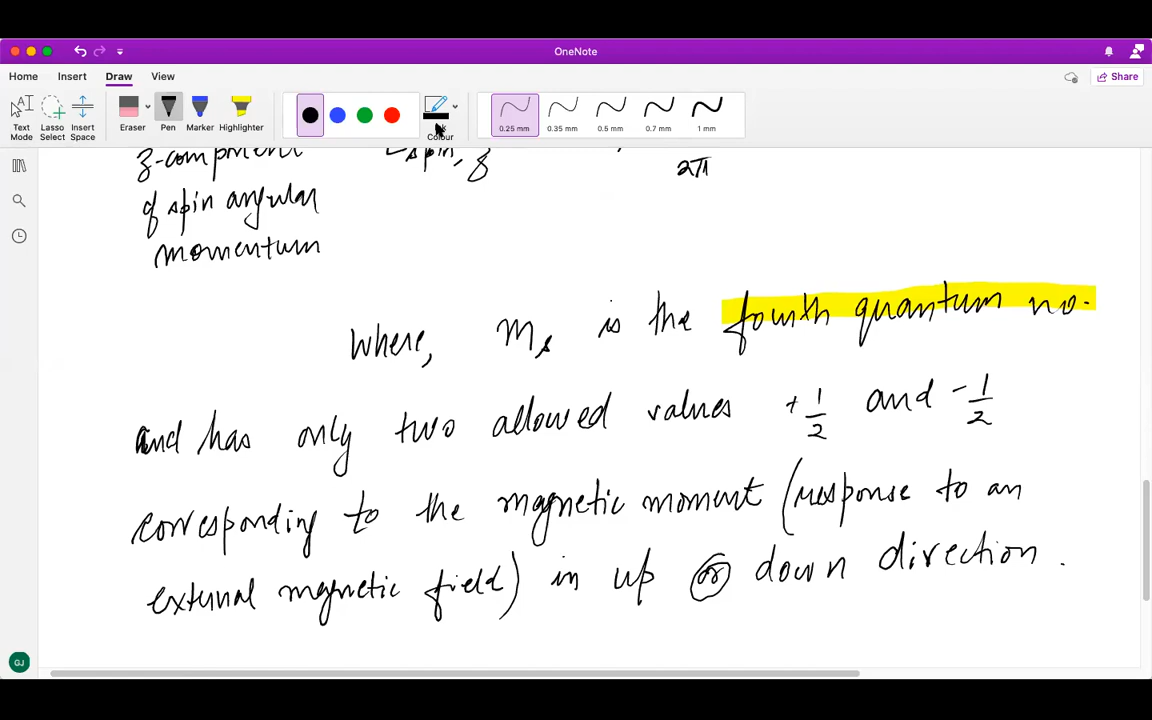 OneNote
Home Insert Draw View
Share
Text Mode
Lasso Select
Insert Space
Eraser
Pen
Marker
Highlighter
Colour
0.25 mm
0.35 mm
0.5 mm
0.7 mm
1 mm
z-component
spin, z
2π
of spin angular
momentum
Where, ms is the fourth quantum no.
and has only two allowed values +1/2 and -1/2
corresponding to the magnetic moment (response to an
external magnetic field) in up or down direction.
GJ